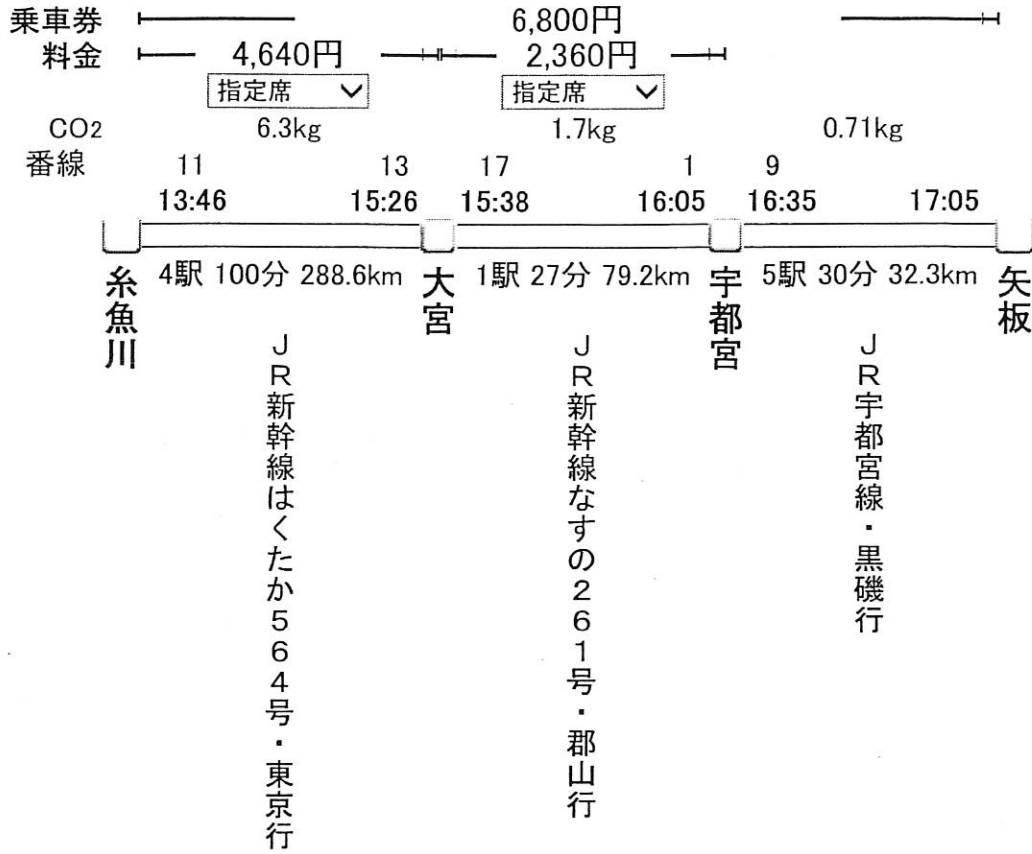 乗車券 6,800円
料金 4,640円 2,360円
指定席 指定席
CO2 6.3kg 1.7kg 0.71kg
番線 11 13 17 1 9
13:46 15:26 15:38 16:05 16:35 17:05
4駅 100分 288.6km 1駅 27分 79.2km 5駅 30分 32.3km
糸魚川
大宮
宇都宮
矢板
JR新幹線はくたか564号・東京行
JR新幹線なすの261号・郡山行
JR宇都宮線・黒磯行